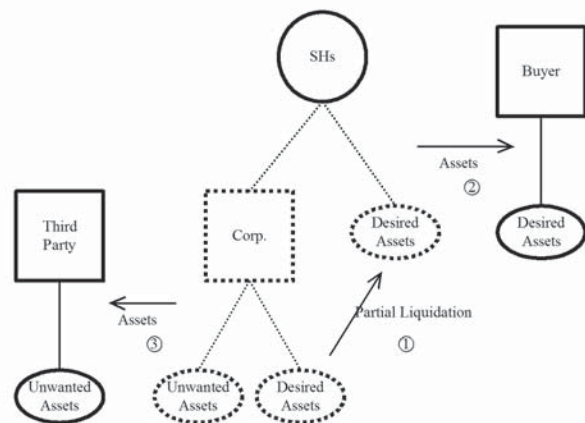 SHs
Buyer
Assets
②
Third
Party
Corp.
Desired
Assets
Desired
Assets
Assets
③
Partial Liquidation
①
Unwanted
Assets
Unwanted
Assets
Desired
Assets